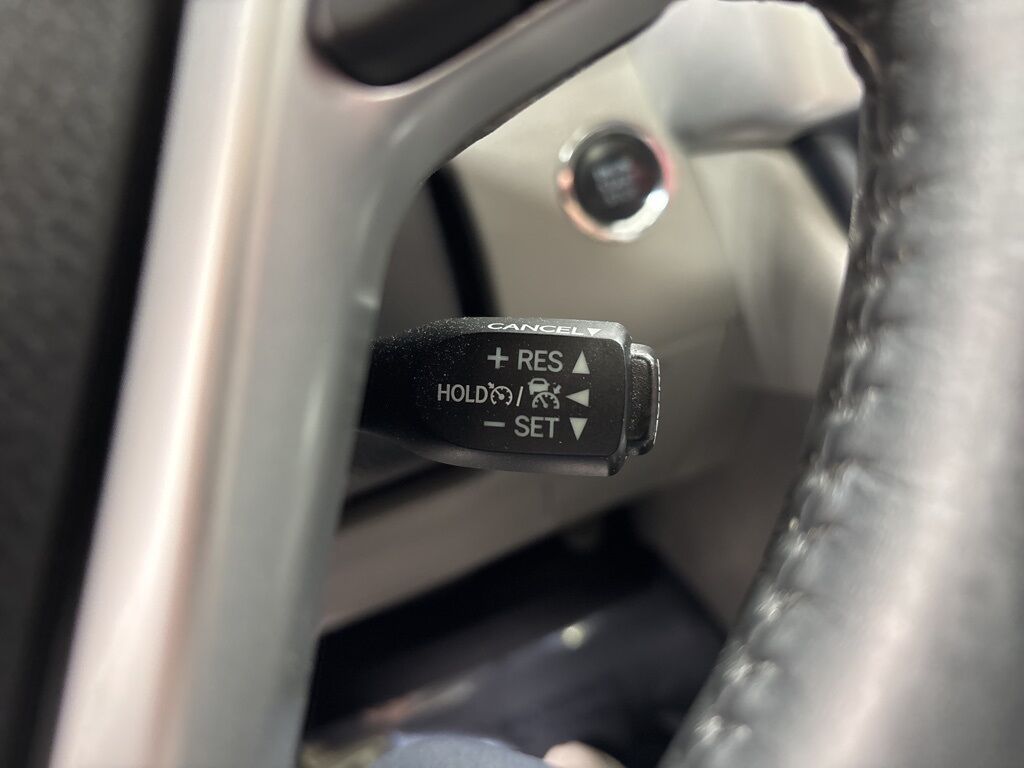 CANCEL
+ RES
HOLD /
− SET